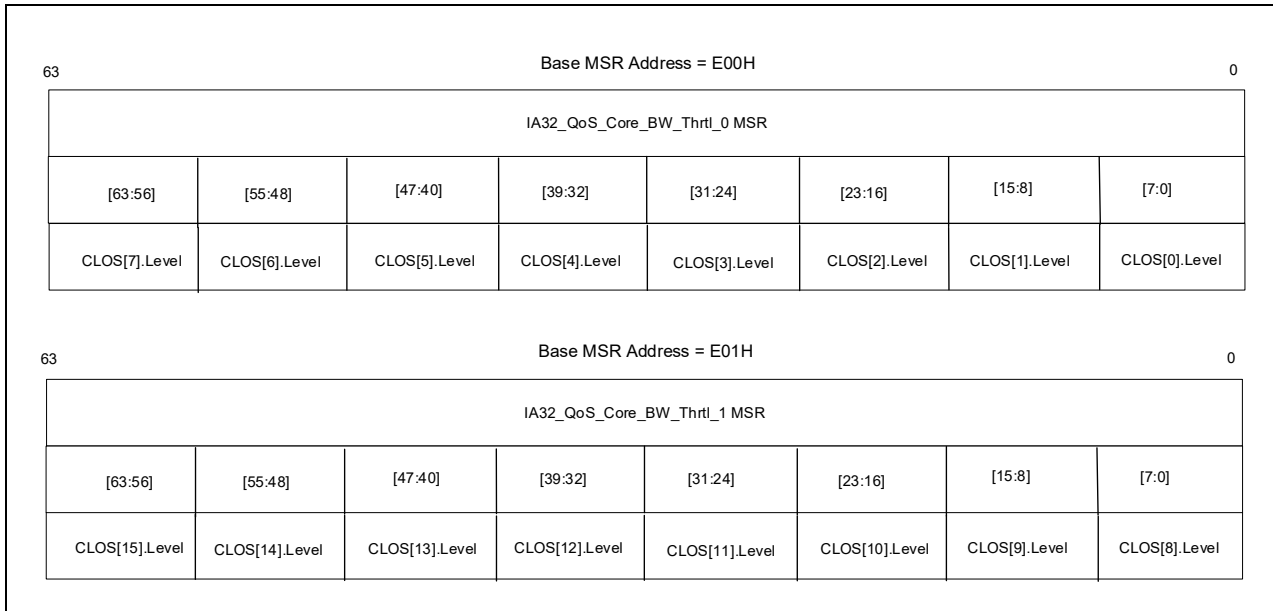 Base MSR Address = E00H
63 0
IA32_QoS_Core_BW_Thrtl_0 MSR
[63:56] [55:48] [47:40] [39:32] [31:24] [23:16] [15:8] [7:0]
CLOS[7].Level CLOS[6].Level CLOS[5].Level CLOS[4].Level CLOS[3].Level CLOS[2].Level CLOS[1].Level CLOS[0].Level
Base MSR Address = E01H
63 0
IA32_QoS_Core_BW_Thrtl_1 MSR
[63:56] [55:48] [47:40] [39:32] [31:24] [23:16] [15:8] [7:0]
CLOS[15].Level CLOS[14].Level CLOS[13].Level CLOS[12].Level CLOS[11].Level CLOS[10].Level CLOS[9].Level CLOS[8].Level